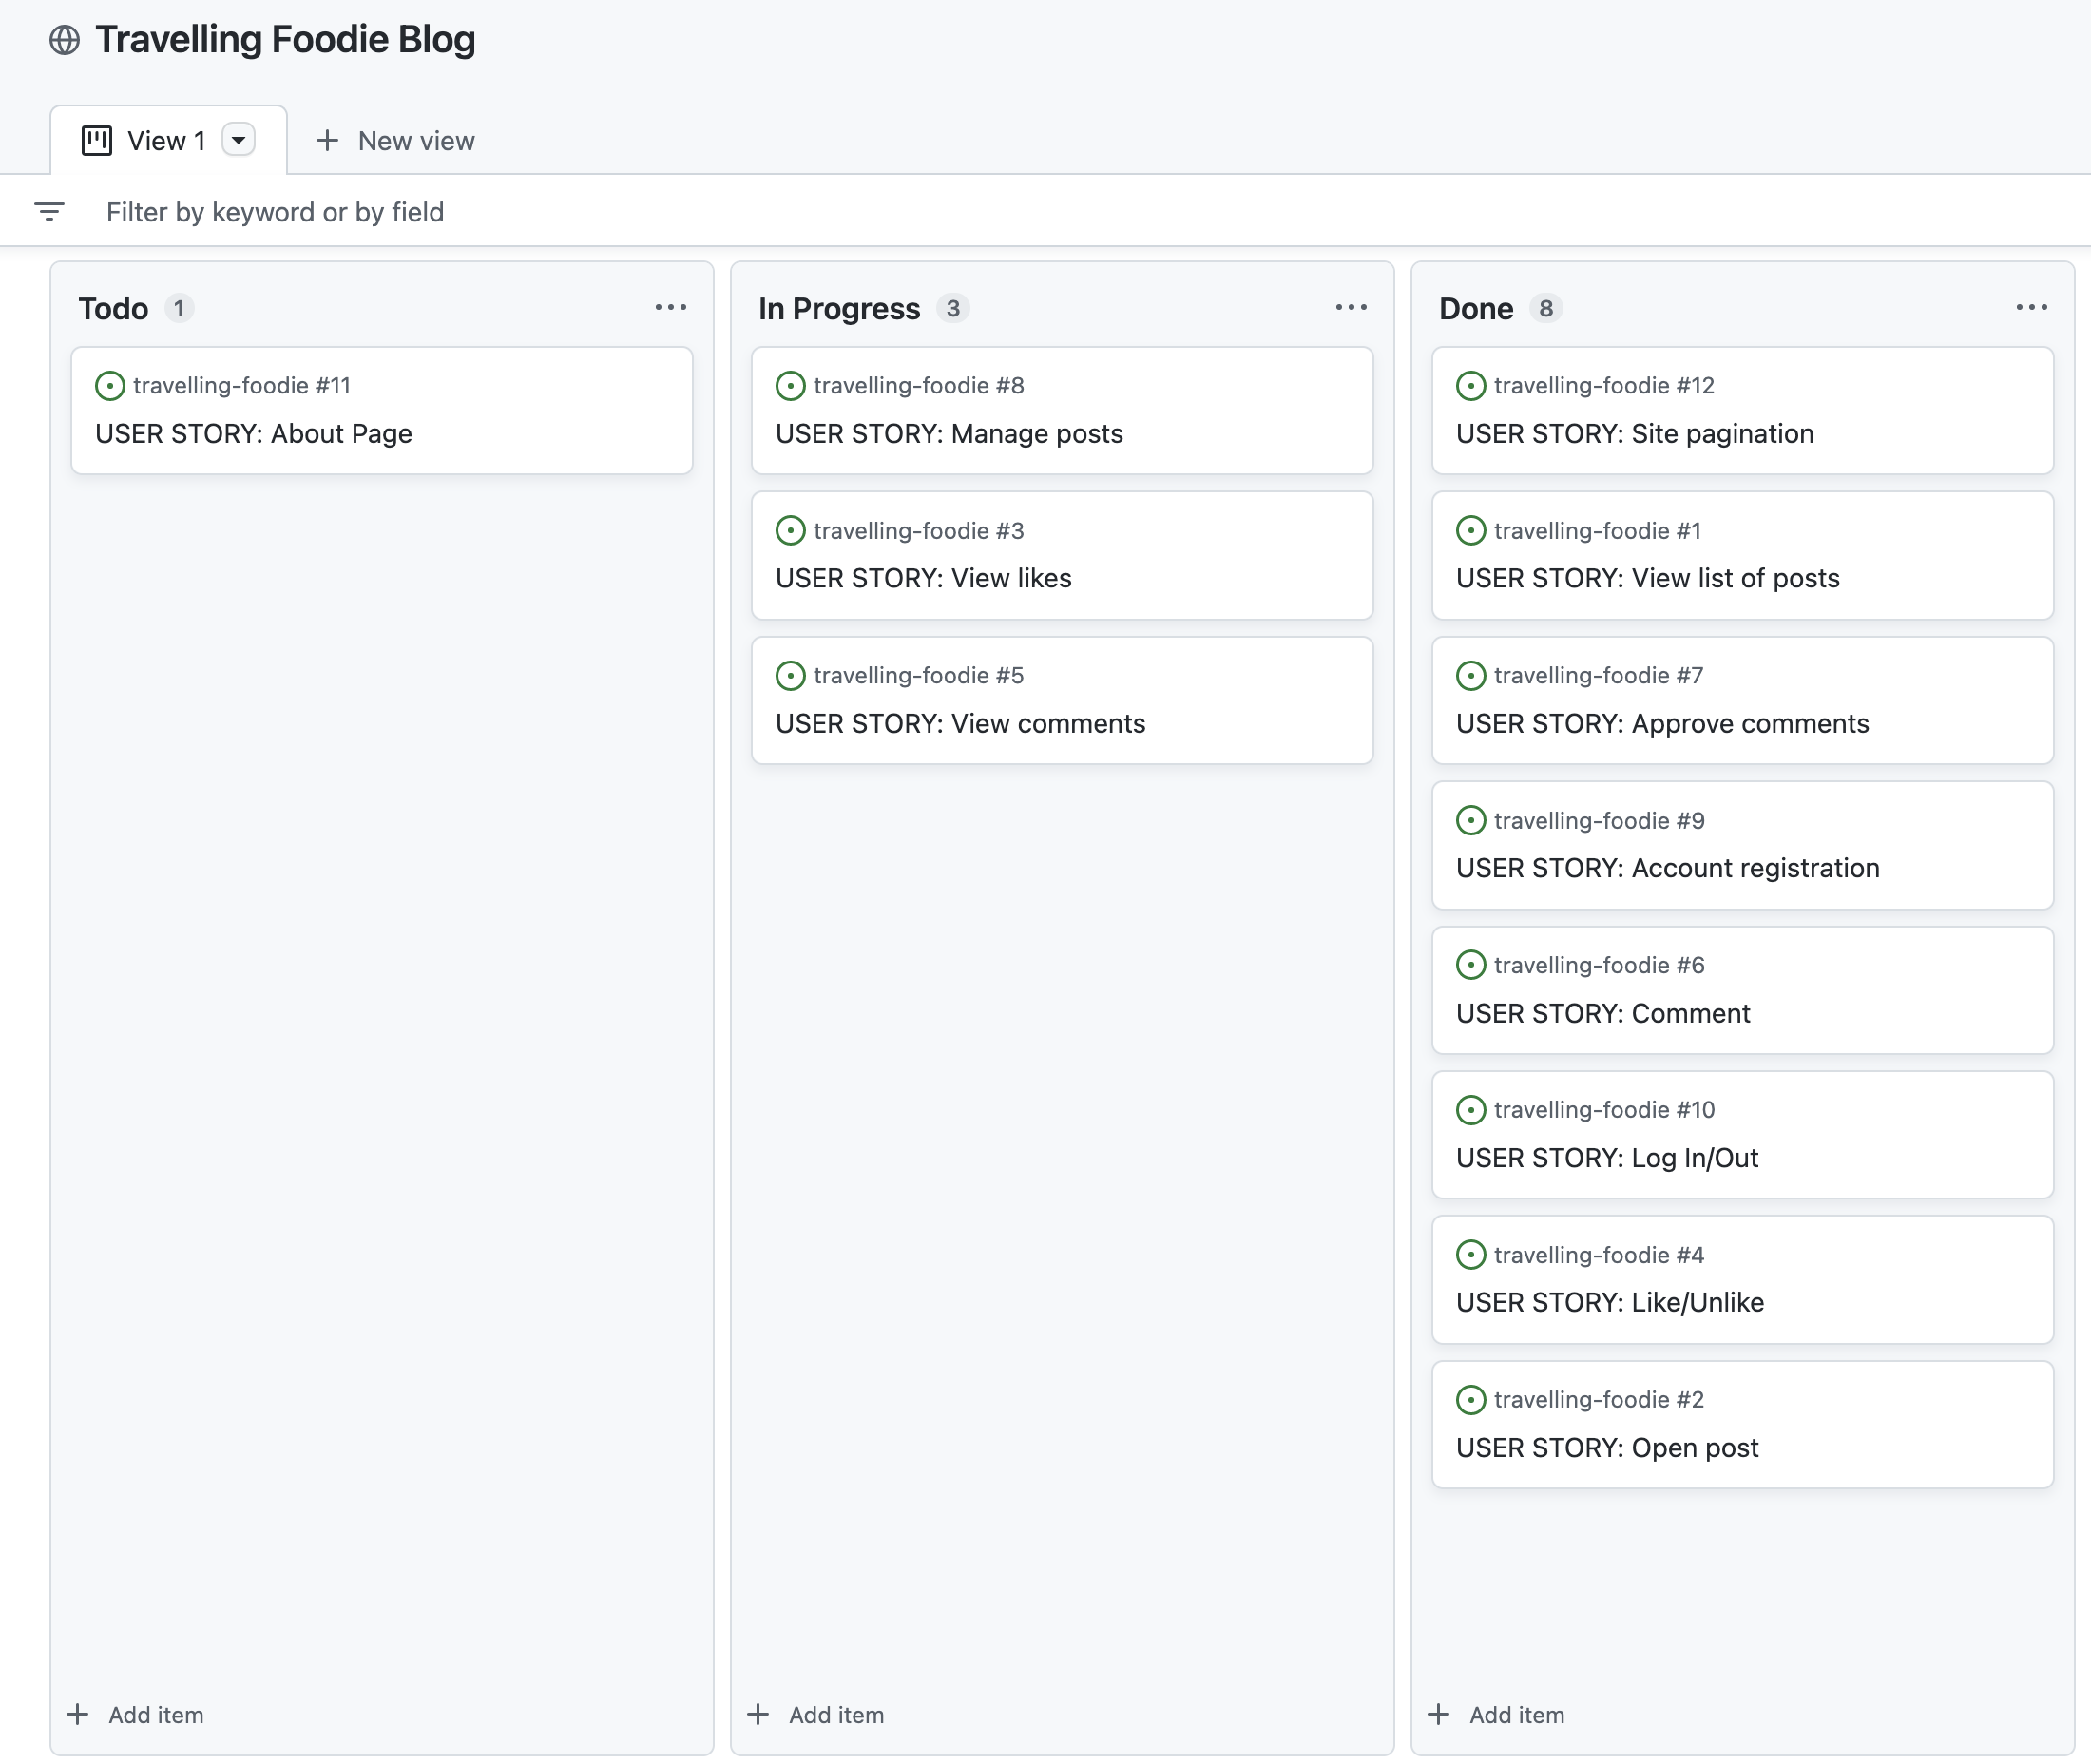 Travelling Foodie Blog
View 1
New view
Filter by keyword or by field
Todo 1
travelling-foodie #11
USER STORY: About Page
Add item
In Progress 3
travelling-foodie #8
USER STORY: Manage posts
travelling-foodie #3
USER STORY: View likes
travelling-foodie #5
USER STORY: View comments
Add item
Done 8
travelling-foodie #12
USER STORY: Site pagination
travelling-foodie #1
USER STORY: View list of posts
travelling-foodie #7
USER STORY: Approve comments
travelling-foodie #9
USER STORY: Account registration
travelling-foodie #6
USER STORY: Comment
travelling-foodie #10
USER STORY: Log In/Out
travelling-foodie #4
USER STORY: Like/Unlike
travelling-foodie #2
USER STORY: Open post
Add item